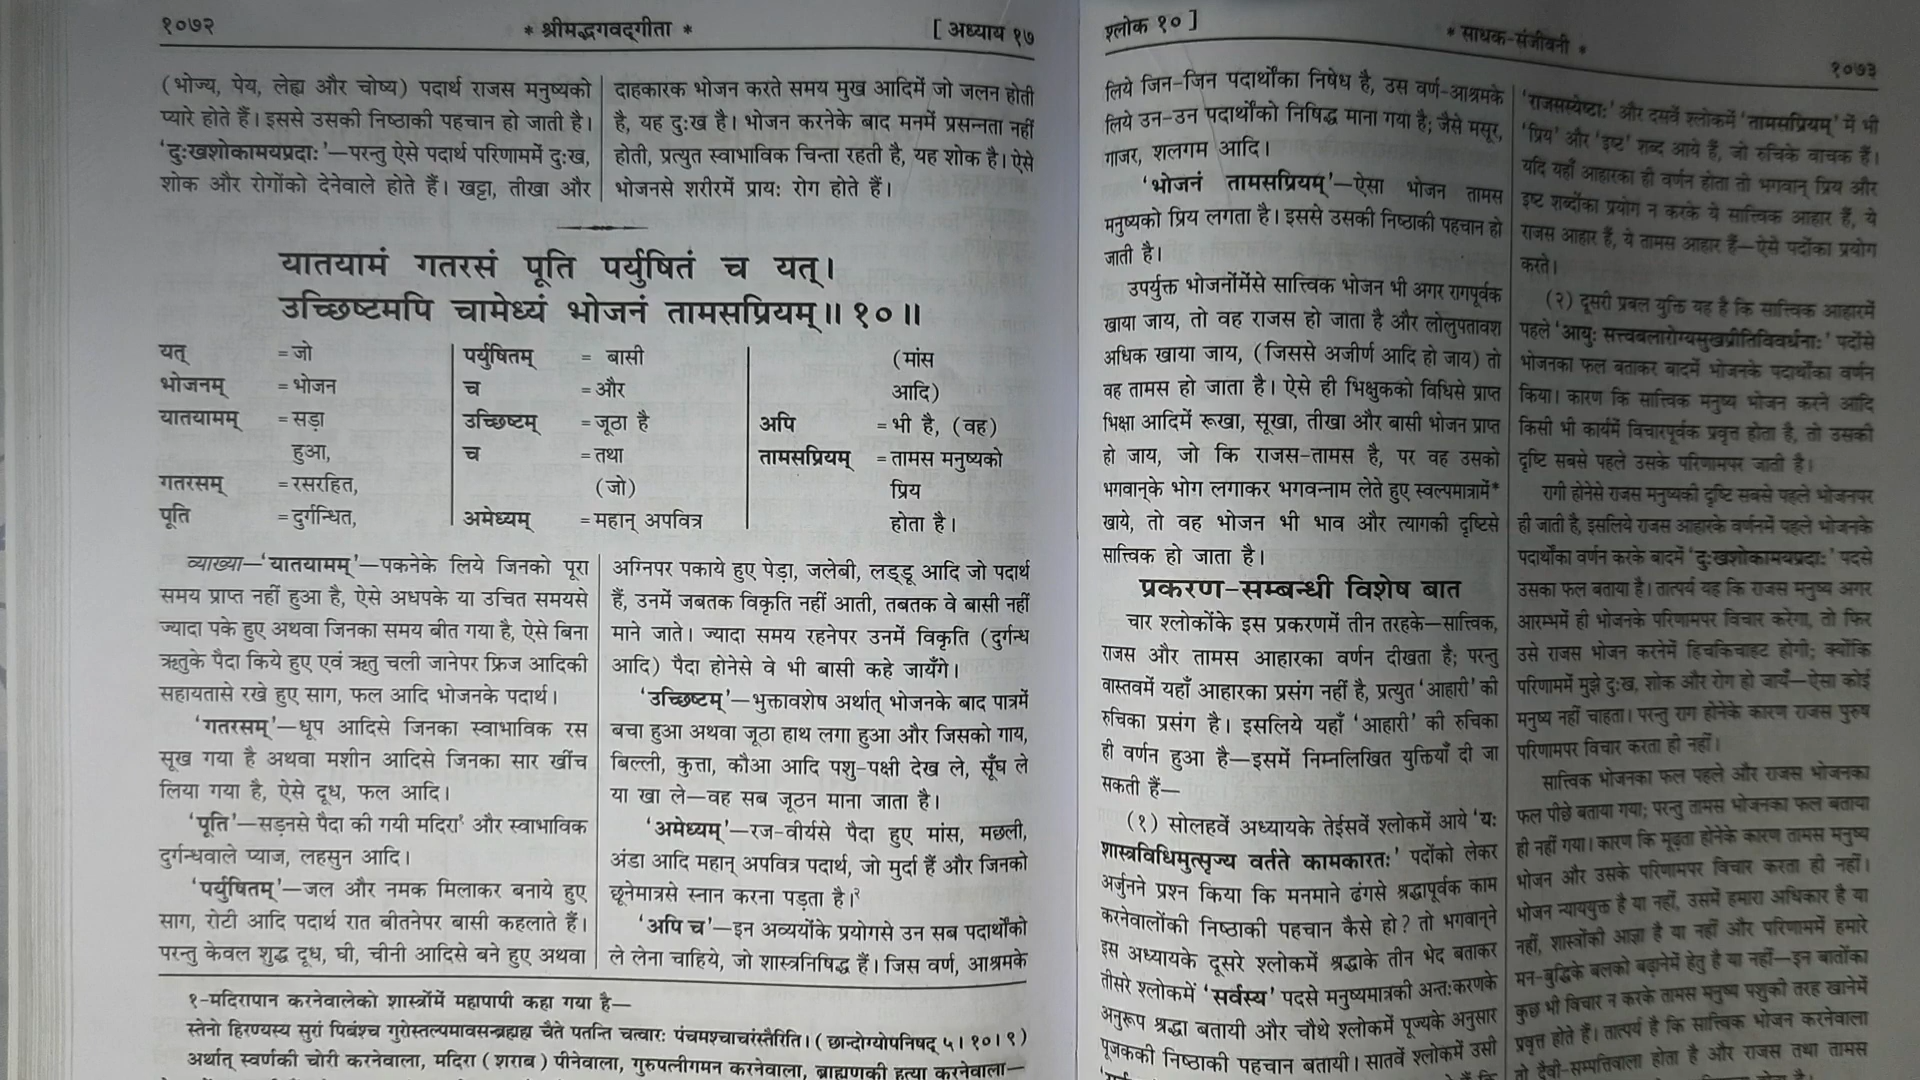 १०७२
* श्रीमद्भगवद्‌गीता *
[ अध्याय १७
(भोज्य, पेय, लेह्य और चोष्य) पदार्थ राजस मनुष्यको
प्यारे होते हैं। इससे उसकी निष्ठाकी पहचान हो जाती है।
‘दुःखशोकामयप्रदाः’—परन्तु ऐसे पदार्थ परिणाममें दुःख,
शोक और रोगोंको देनेवाले होते हैं। खट्टा, तीखा और
दाहकारक भोजन करते समय मुख आदिमें जो जलन होती
है, यह दुःख है। भोजन करनेके बाद मनमें प्रसन्नता नहीं
होती, प्रत्युत स्वाभाविक चिन्ता रहती है, यह शोक है। ऐसे
भोजनसे शरीरमें प्रायः रोग होते हैं।
यातयामं गतरसं पूति पर्युषितं च यत्।
उच्छिष्टमपि चामेध्यं भोजनं तामसप्रियम्॥ १०॥
यत् = जो
भोजनम् = भोजन
यातयामम् = सड़ा
हुआ,
गतरसम् = रसरहित,
पूति = दुर्गन्धित,
पर्युषितम् = बासी
च = और
उच्छिष्टम् = जूठा है
च = तथा
(जो)
अमेध्यम् = महान् अपवित्र
(मांस
आदि)
अपि = भी है, (वह)
तामसप्रियम् = तामस मनुष्यको
प्रिय
होता है।
व्याख्या—‘यातयामम्’—पकनेके लिये जिनको पूरा
समय प्राप्त नहीं हुआ है, ऐसे अधपके या उचित समयसे
ज्यादा पके हुए अथवा जिनका समय बीत गया है, ऐसे बिना
ऋतुके पैदा किये हुए एवं ऋतु चली जानेपर फ्रिज आदिकी
सहायतासे रखे हुए साग, फल आदि भोजनके पदार्थ।
‘गतरसम्’—धूप आदिसे जिनका स्वाभाविक रस
सूख गया है अथवा मशीन आदिसे जिनका सार खींच
लिया गया है, ऐसे दूध, फल आदि।
‘पूति’—सड़नसे पैदा की गयी मदिरा१ और स्वाभाविक
दुर्गन्धवाले प्याज, लहसुन आदि।
‘पर्युषितम्’—जल और नमक मिलाकर बनाये हुए
साग, रोटी आदि पदार्थ रात बीतनेपर बासी कहलाते हैं।
परन्तु केवल शुद्ध दूध, घी, चीनी आदिसे बने हुए अथवा
अग्निपर पकाये हुए पेड़ा, जलेबी, लड्डू आदि जो पदार्थ
हैं, उनमें जबतक विकृति नहीं आती, तबतक वे बासी नहीं
माने जाते। ज्यादा समय रहनेपर उनमें विकृति (दुर्गन्ध
आदि) पैदा होनेसे वे भी बासी कहे जायँगे।
‘उच्छिष्टम्’—भुक्तावशेष अर्थात् भोजनके बाद पात्रमें
बचा हुआ अथवा जूठा हाथ लगा हुआ और जिसको गाय,
बिल्ली, कुत्ता, कौआ आदि पशु-पक्षी देख ले, सूँघ ले
या खा ले—वह सब जूठन माना जाता है।
‘अमेध्यम्’—रज-वीर्यसे पैदा हुए मांस, मछली,
अंडा आदि महान् अपवित्र पदार्थ, जो मुर्दा हैं और जिनको
छूनेमात्रसे स्नान करना पड़ता है।२
‘अपि च’—इन अव्ययोंके प्रयोगसे उन सब पदार्थोंको
ले लेना चाहिये, जो शास्त्रनिषिद्ध हैं। जिस वर्ण, आश्रमके
१-मदिरापान करनेवालेको शास्त्रोंमें महापापी कहा गया है—
स्तेनो हिरण्यस्य सुरां पिबंश्च गुरोस्तल्पमावसन्ब्रह्महा चैते पतन्ति चत्वारः पंचमश्चाचरंस्तैरिति। (छान्दोग्योपनिषद् ५। १०। ९)
अर्थात् स्वर्णकी चोरी करनेवाला, मदिरा (शराब) पीनेवाला, गुरुपत्नीगमन करनेवाला, ब्राह्मणकी हत्या करनेवाला—
श्लोक १०]
* साधक-संजीवनी *
१०७३
लिये जिन-जिन पदार्थोंका निषेध है, उस वर्ण-आश्रमके
लिये उन-उन पदार्थोंको निषिद्ध माना गया है; जैसे मसूर,
गाजर, शलगम आदि।
‘भोजनं तामसप्रियम्’—ऐसा भोजन तामस
मनुष्यको प्रिय लगता है। इससे उसकी निष्ठाकी पहचान हो
जाती है।
उपर्युक्त भोजनोंमेंसे सात्त्विक भोजन भी अगर रागपूर्वक
खाया जाय, तो वह राजस हो जाता है और लोलुपतावश
अधिक खाया जाय, (जिससे अजीर्ण आदि हो जाय) तो
वह तामस हो जाता है। ऐसे ही भिक्षुकको विधिसे प्राप्त
भिक्षा आदिमें रूखा, सूखा, तीखा और बासी भोजन प्राप्त
हो जाय, जो कि राजस-तामस है, पर वह उसको
भगवान्‌के भोग लगाकर भगवन्नाम लेते हुए स्वल्पमात्रामें*
खाये, तो वह भोजन भी भाव और त्यागकी दृष्टिसे
सात्त्विक हो जाता है।
प्रकरण-सम्बन्धी विशेष बात
चार श्लोकोंके इस प्रकरणमें तीन तरहके—सात्त्विक,
राजस और तामस आहारका वर्णन दीखता है; परन्तु
वास्तवमें यहाँ आहारका प्रसंग नहीं है, प्रत्युत ‘आहारी’ की
रुचिका प्रसंग है। इसलिये यहाँ ‘आहारी’ की रुचिका
ही वर्णन हुआ है—इसमें निम्नलिखित युक्तियाँ दी जा
सकती हैं—
(१) सोलहवें अध्यायके तेईसवें श्लोकमें आये ‘यः
शास्त्रविधिमुत्सृज्य वर्तते कामकारतः’ पदोंको लेकर
अर्जुनने प्रश्न किया कि मनमाने ढंगसे श्रद्धापूर्वक काम
करनेवालोंकी निष्ठाकी पहचान कैसे हो? तो भगवान्‌ने
इस अध्यायके दूसरे श्लोकमें श्रद्धाके तीन भेद बताकर
तीसरे श्लोकमें ‘सर्वस्य’ पदसे मनुष्यमात्रकी अन्तःकरणके
अनुरूप श्रद्धा बतायी और चौथे श्लोकमें पूज्यके अनुसार
पूजककी निष्ठाकी पहचान बतायी। सातवें श्लोकमें उसी
‘राजसस्येष्टाः’ और दसवें श्लोकमें ‘तामसप्रियम्’ में भी
‘प्रिय’ और ‘इष्ट’ शब्द आये हैं, जो रुचिके वाचक हैं।
यदि यहाँ आहारका ही वर्णन होता तो भगवान् प्रिय और
इष्ट शब्दोंका प्रयोग न करके ये सात्त्विक आहार हैं, ये
राजस आहार हैं, ये तामस आहार हैं—ऐसे पदोंका प्रयोग
करते।
(२) दूसरी प्रबल युक्ति यह है कि सात्त्विक आहारमें
पहले ‘आयुः सत्त्वबलारोग्यसुखप्रीतिविवर्धनाः’ पदोंसे
भोजनका फल बताकर बादमें भोजनके पदार्थोंका वर्णन
किया। कारण कि सात्त्विक मनुष्य भोजन करने आदि
किसी भी कार्यमें विचारपूर्वक प्रवृत्त होता है, तो उसकी
दृष्टि सबसे पहले उसके परिणामपर जाती है।
रागी होनेसे राजस मनुष्यकी दृष्टि सबसे पहले भोजनपर
ही जाती है, इसलिये राजस आहारके वर्णनमें पहले भोजनके
पदार्थोंका वर्णन करके बादमें ‘दुःखशोकामयप्रदाः’ पदसे
उसका फल बताया है। तात्पर्य यह कि राजस मनुष्य अगर
आरम्भमें ही भोजनके परिणामपर विचार करेगा, तो फिर
उसे राजस भोजन करनेमें हिचकिचाहट होगी; क्योंकि
परिणाममें मुझे दुःख, शोक और रोग हो जायँ—ऐसा कोई
मनुष्य नहीं चाहता। परन्तु राग होनेके कारण राजस पुरुष
परिणामपर विचार करता ही नहीं।
सात्त्विक भोजनका फल पहले और राजस भोजनका
फल पीछे बताया गया; परन्तु तामस भोजनका फल बताया
ही नहीं गया। कारण कि मूढ़ता होनेके कारण तामस मनुष्य
भोजन और उसके परिणामपर विचार करता ही नहीं।
भोजन न्याययुक्त है या नहीं, उसमें हमारा अधिकार है या
नहीं, शास्त्रोंकी आज्ञा है या नहीं और परिणाममें हमारे
मन-बुद्धिके बलको बढ़ानेमें हेतु है या नहीं—इन बातोंका
कुछ भी विचार न करके तामस मनुष्य पशुकी तरह खानेमें
प्रवृत्त होते हैं। तात्पर्य है कि सात्त्विक भोजन करनेवाला
तो दैवी-सम्पत्तिवाला होता है और राजस तथा तामस